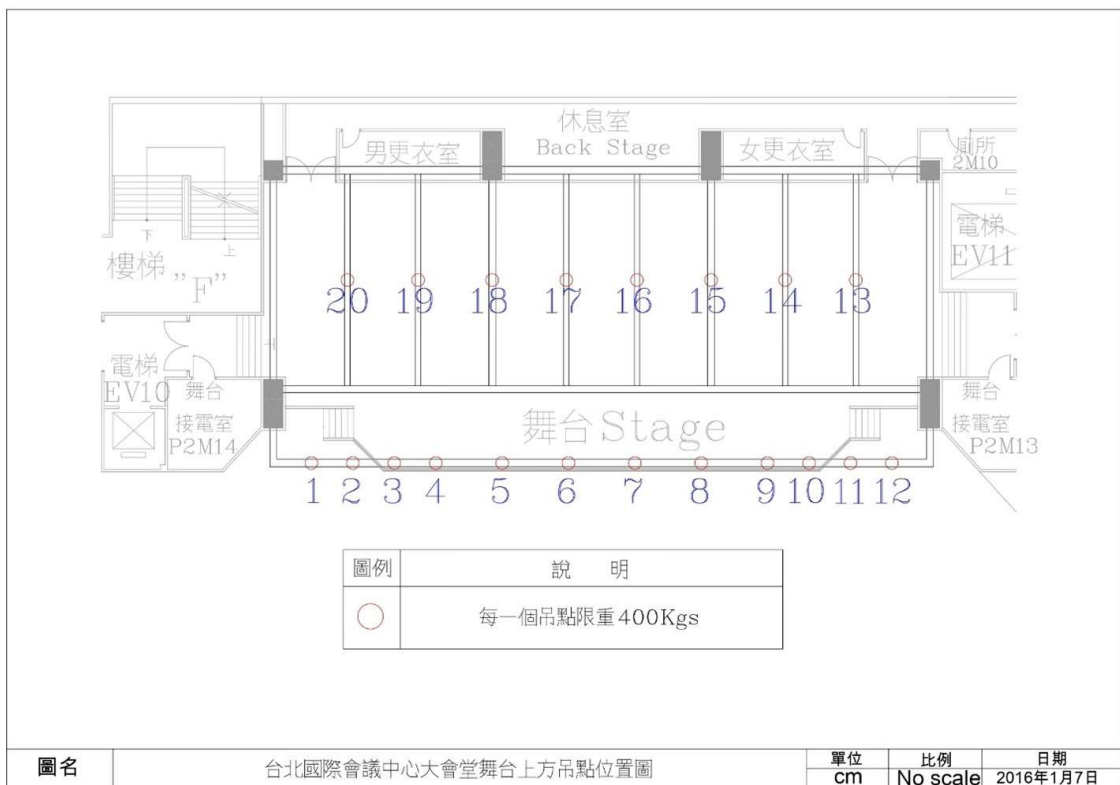 休息室
Back Stage
男更衣室
女更衣室
廁所
2M10
樓梯
"F"
下
上
電梯
EV11
20
19
18
17
16
15
14
13
電梯
EV10
舞台
接電室
P2M14
舞台Stage
舞台
接電室
P2M13
1
2
3
4
5
6
7
8
9
10
11
12
圖例
說 明
每一個吊點限重400Kgs
圖名
台北國際會議中心大會堂舞台上方吊點位置圖
單位
cm
比例
No scale
日期
2016年1月7日